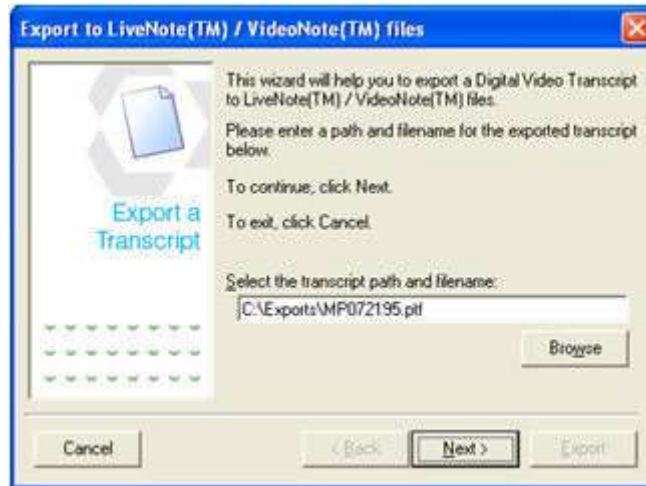 Export to LiveNote(TM) / VideoNote(TM) files
This wizard will help you to export a Digital Video Transcript
to LiveNote(TM) / VideoNote(TM) files.
Please enter a path and filename for the exported transcript
below.
To continue, click Next.
To exit, click Cancel.
Export a
Transcript
Select the transcript path and filename:
C:\Exports\MP072195.ptf
Browse
Cancel
< Back
Next >
Export